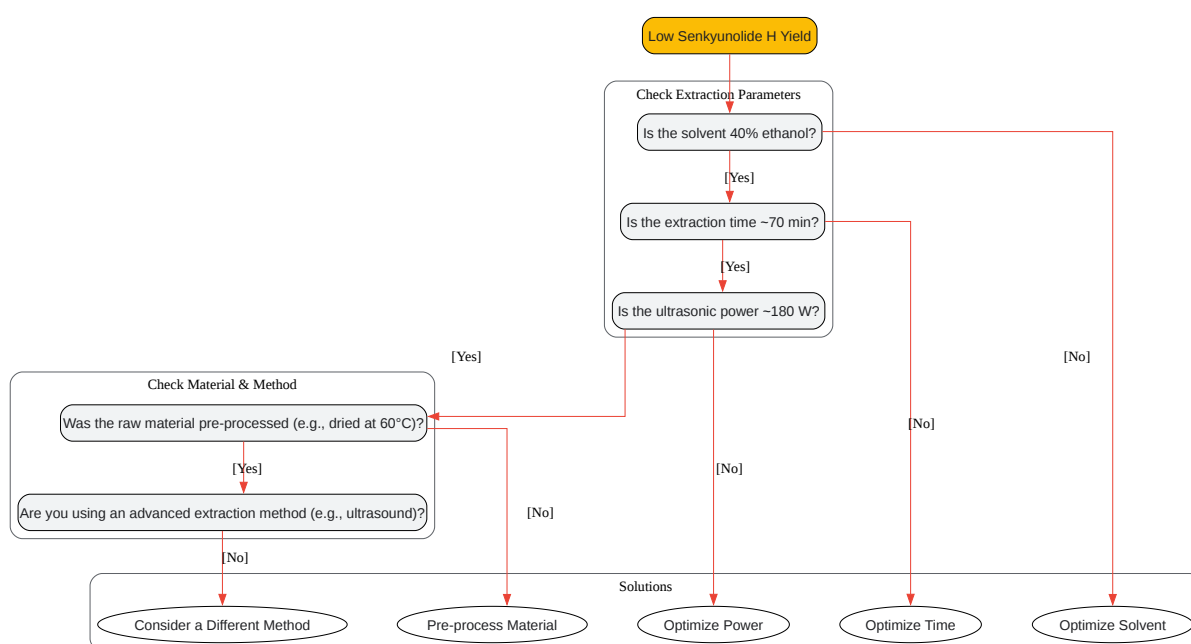 Low Senkyunolide H Yield
Check Extraction Parameters
Is the solvent 40% ethanol?
[Yes]
Is the extraction time ~70 min?
[Yes]
Is the ultrasonic power ~180 W?
[Yes]
[No]
Check Material & Method
Was the raw material pre-processed (e.g., dried at 60°C)?
[No]
[Yes]
[No]
Are you using an advanced extraction method (e.g., ultrasound)?
[No]
[No]
Solutions
Consider a Different Method
Pre-process Material
Optimize Power
Optimize Time
Optimize Solvent